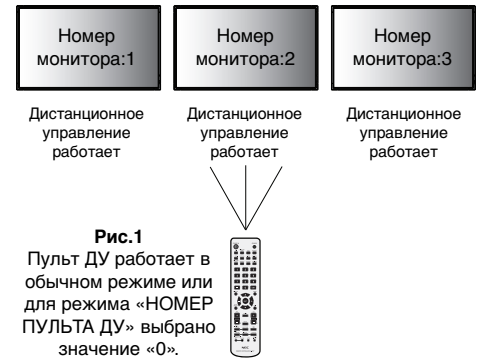 Номер
монитора:1
Номер
монитора:2
Номер
монитора:3
Дистанционное
управление
работает
Дистанционное
управление
работает
Дистанционное
управление
работает
Рис.1
Пульт ДУ работает в
обычном режиме или
для режима «НОМЕР
ПУЛЬТА ДУ» выбрано
значение «0».